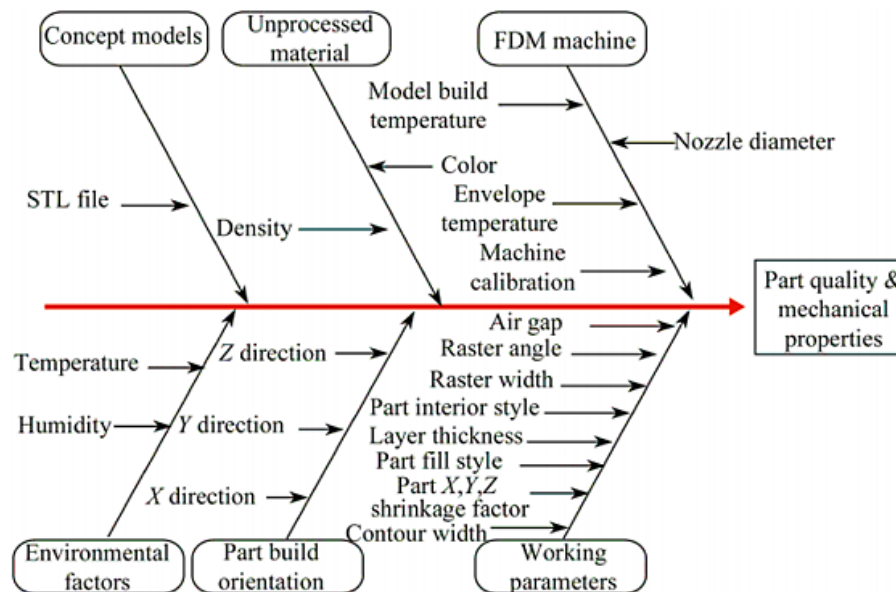 Concept models
Unprocessed
material
FDM machine
Model build
temperature
Nozzle diameter
Color
STL file
Envelope
temperature
Density
Machine
calibration
Part quality &
mechanical
properties
Air gap
Z direction
Raster angle
Temperature
Raster width
Part interior style
Humidity
Y direction
Layer thickness
Part fill style
X direction
Part X,Y,Z
shrinkage factor
Contour width
Environmental
factors
Part build
orientation
Working
parameters